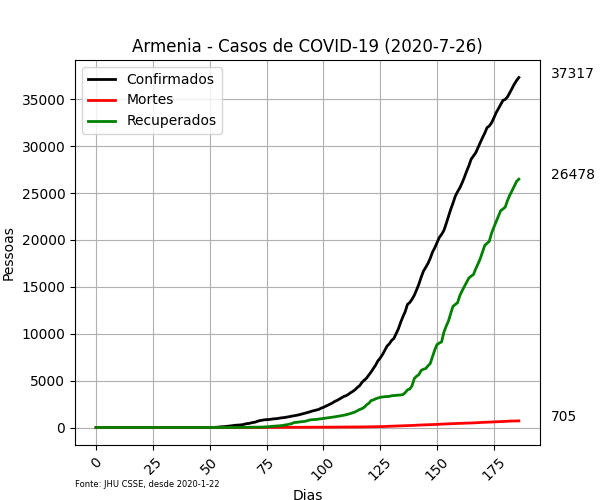 Armenia - Casos de COVID-19 (2020-7-26)
Confirmados
Mortes
Recuperados
37317
26478
705
35000
30000
25000
20000
15000
10000
5000
0
Pessoas
0
25
50
75
100
125
150
175
Fonte: JHU CSSE, desde 2020-1-22
Dias